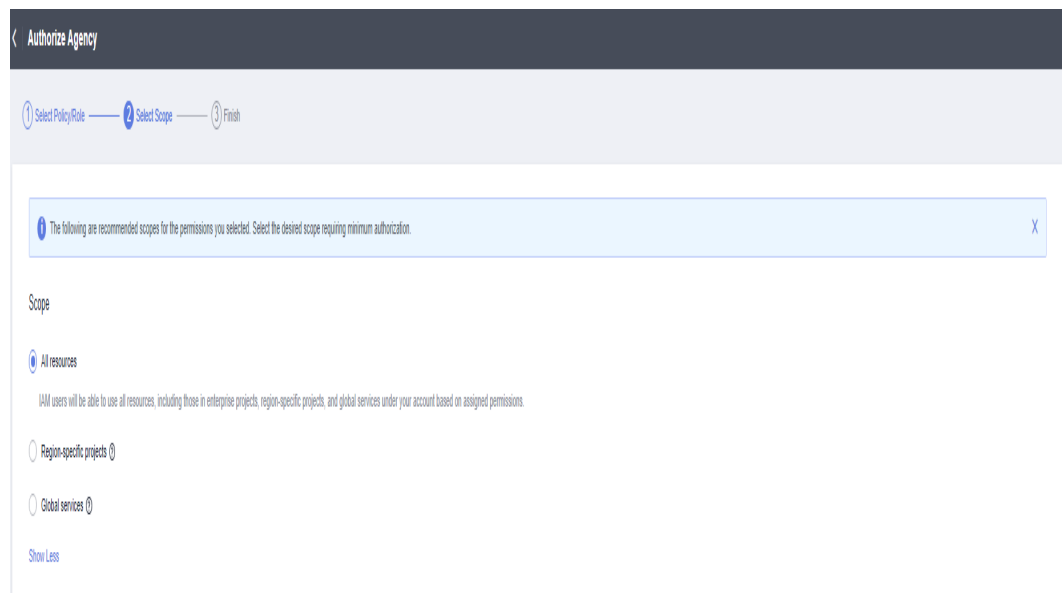 Authorize Agency
1 Select Policy/Role 2 Select Scope 3 Finish
The following are recommended scopes for the permissions you selected. Select the desired scope requiring minimum authorization.
Scope
All resources
IAM users will be able to use all resources, including those in enterprise projects, region-specific projects, and global services under your account based on assigned permissions.
Region-specific projects
Global services
Show Less